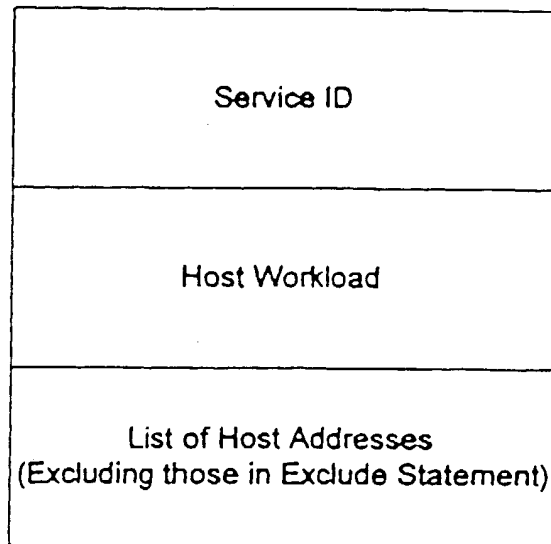 Service ID
Host Workload
List of Host Addresses
(Excluding those in Exclude Statement)